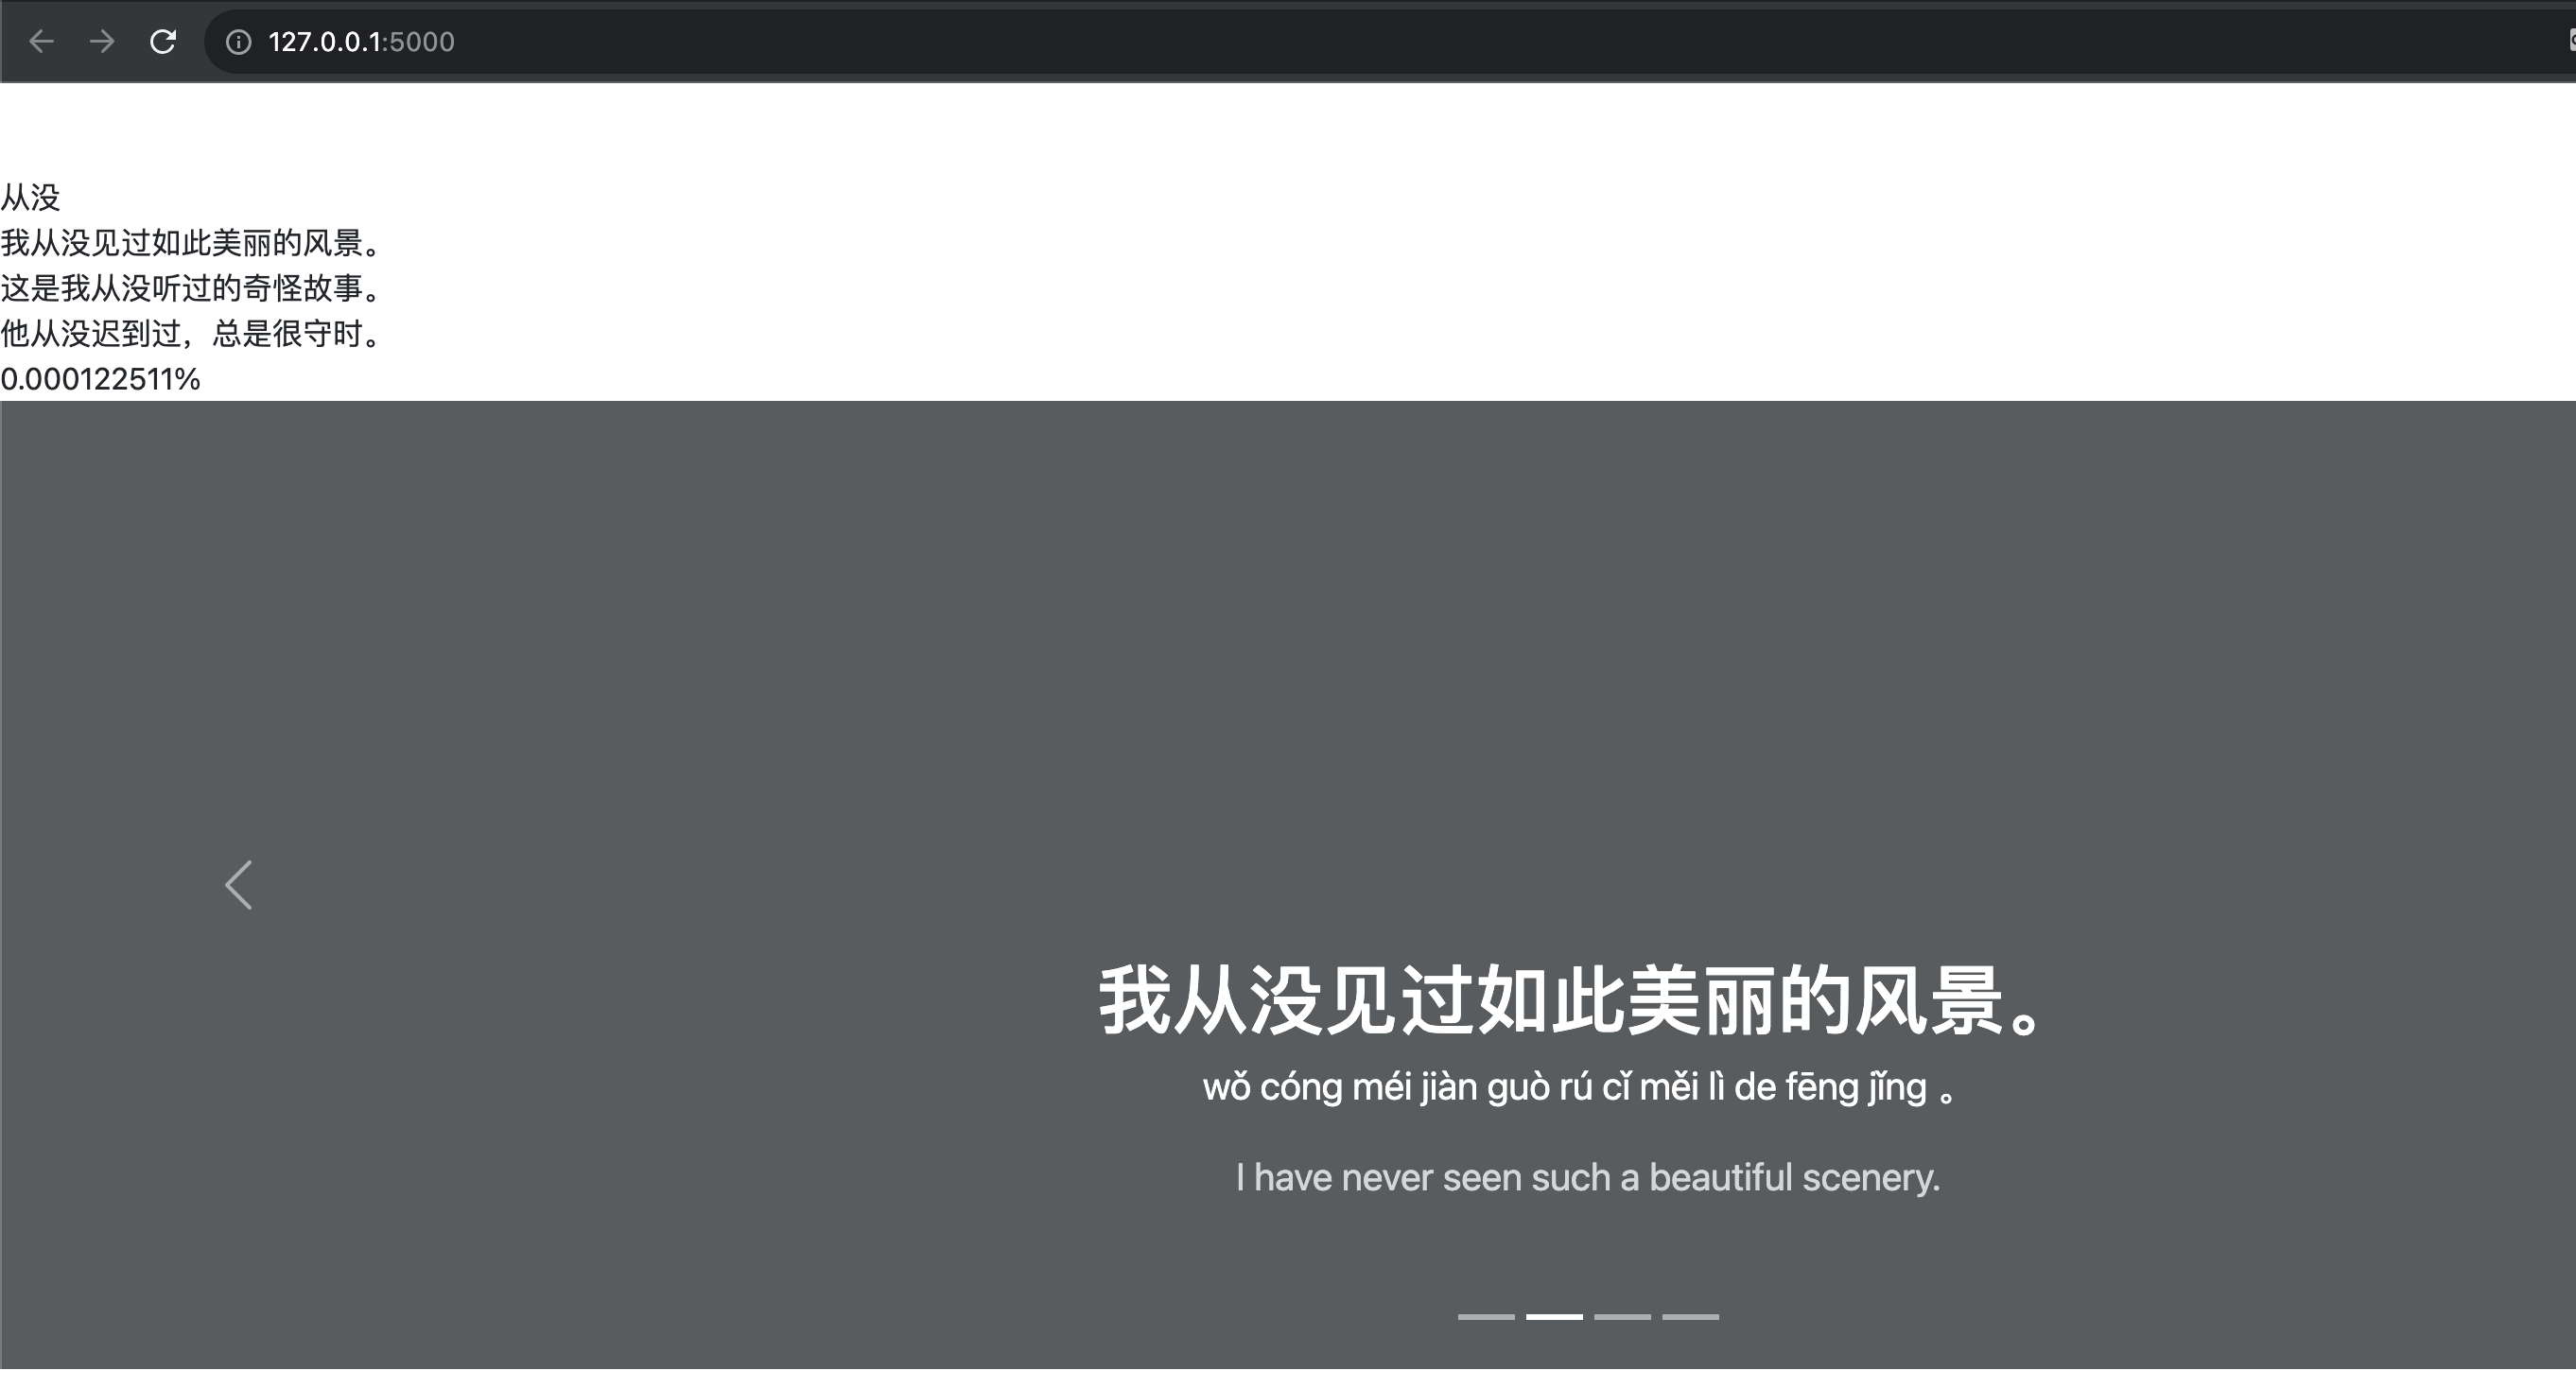 127.0.0.1:5000
从没
我从没见过如此美丽的风景。
这是我从没听过的奇怪故事。
他从没迟到过，总是很守时。
0.000122511%
我从没见过如此美丽的风景。
wǒ cóng méi jiàn guò rú cǐ měi lì de fēng jǐng 。
I have never seen such a beautiful scenery.